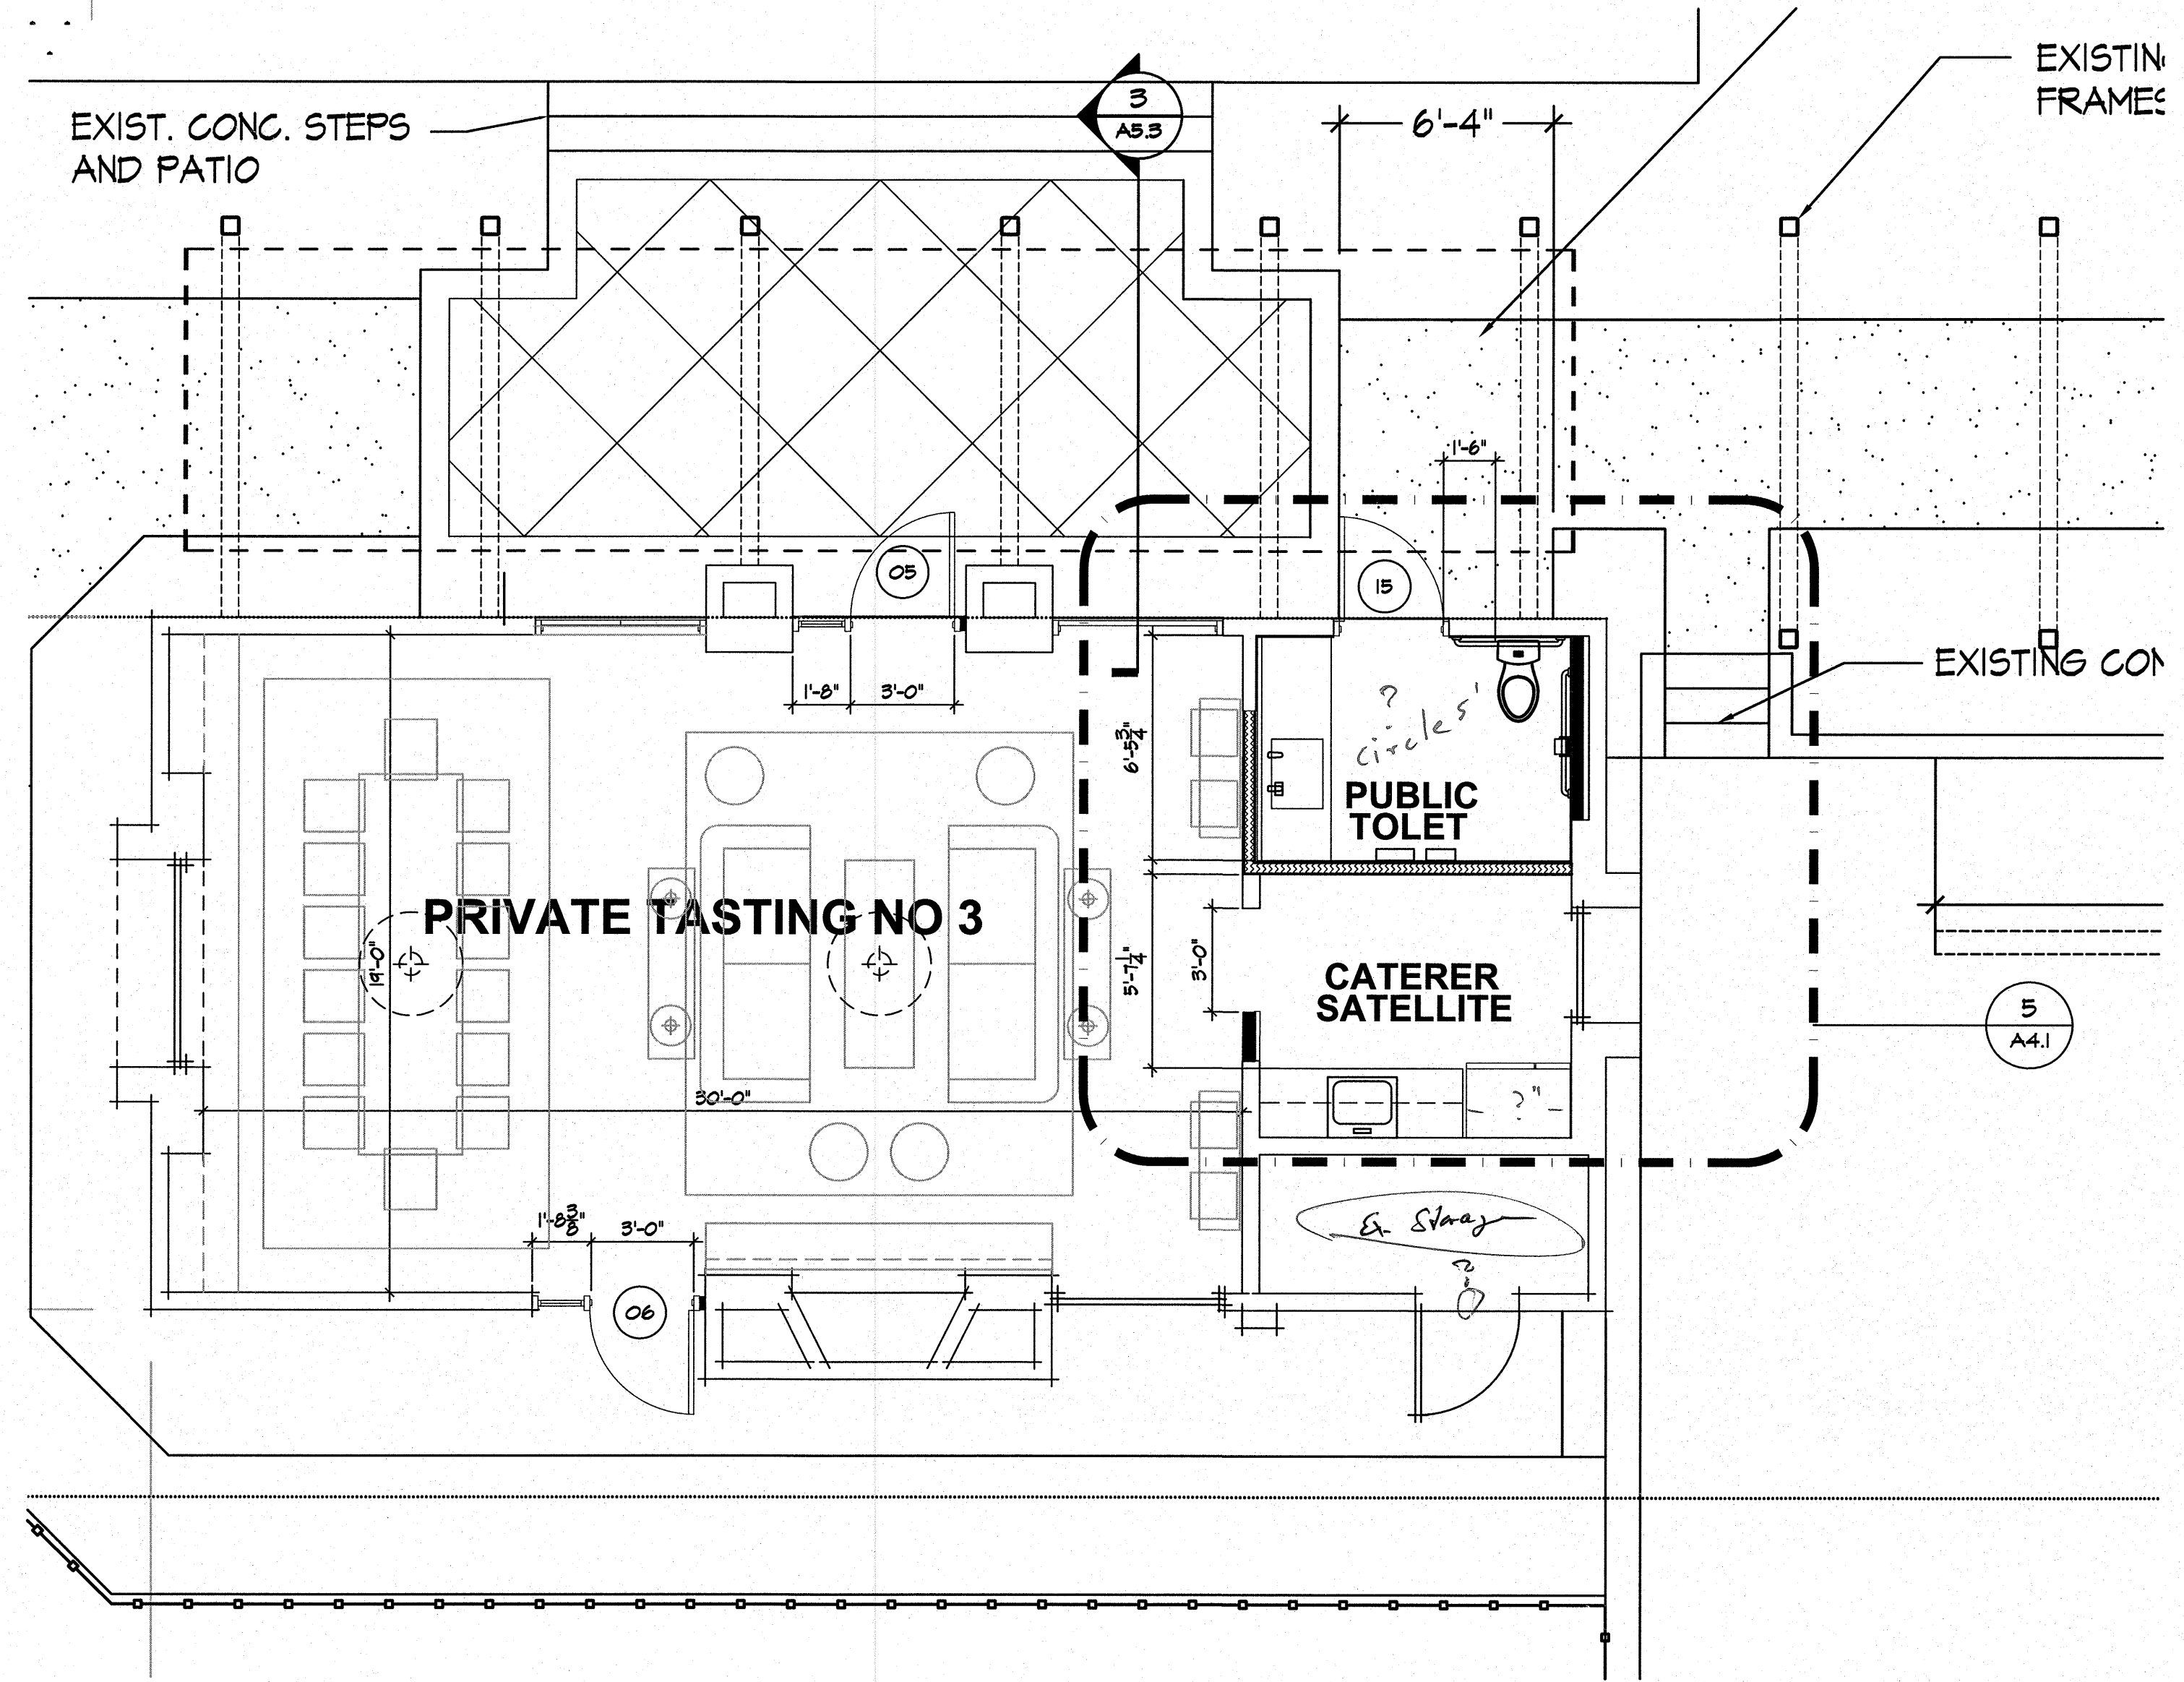 EXIST. CONC. STEPS
AND PATIO
3
A5.3
6'-4"
EXISTIN
FRAMES
1'-6"
05
15
1'-8"
3'-0"
EXISTING CON
6'-5 3/4"
?
circles'
PUBLIC
TOLET
PRIVATE TASTING NO 3
19'-0"
5'-7 1/4"
3'-0"
CATERER
SATELLITE
5
A4.1
30'-0"
?"
1'-8 3/8"
3'-0"
Ex. Storage
?
06